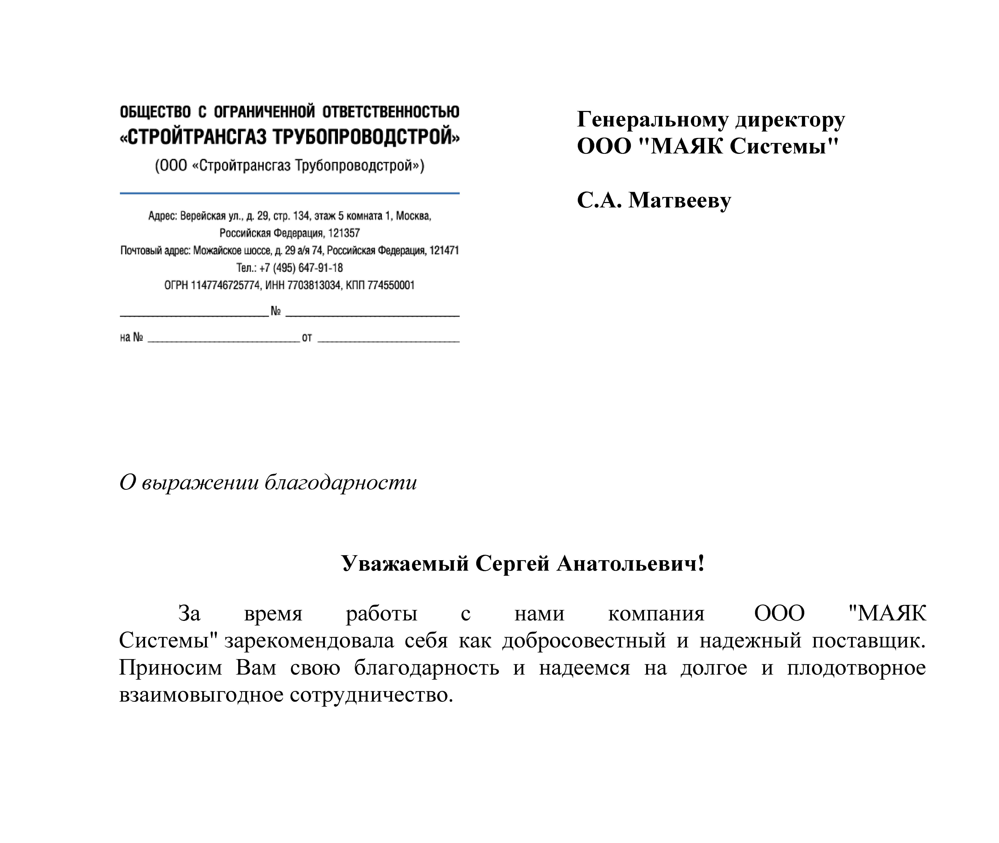 ОБЩЕСТВО С ОГРАНИЧЕННОЙ ОТВЕТСТВЕННОСТЬЮ
«СТРОЙТРАНСГАЗ ТРУБОПРОВОДСТРОЙ»
(ООО «Стройтрансгаз Трубопроводстрой»)
Адрес: Верейская ул., д. 29, стр. 134, этаж 5 комната 1, Москва,
Российская Федерация, 121357
Почтовый адрес: Можайское шоссе, д. 29 а/я 74, Российская Федерация, 121471
Тел.: +7 (495) 647-91-18
ОГРН 1147746725774, ИНН 7703813034, КПП 774550001
№
на № от
Генеральному директору
ООО "МАЯК Системы"
С.А. Матвееву
О выражении благодарности
Уважаемый Сергей Анатольевич!
За время работы с нами компания ООО "МАЯК
Системы" зарекомендовала себя как добросовестный и надежный поставщик.
Приносим Вам свою благодарность и надеемся на долгое и плодотворное
взаимовыгодное сотрудничество.